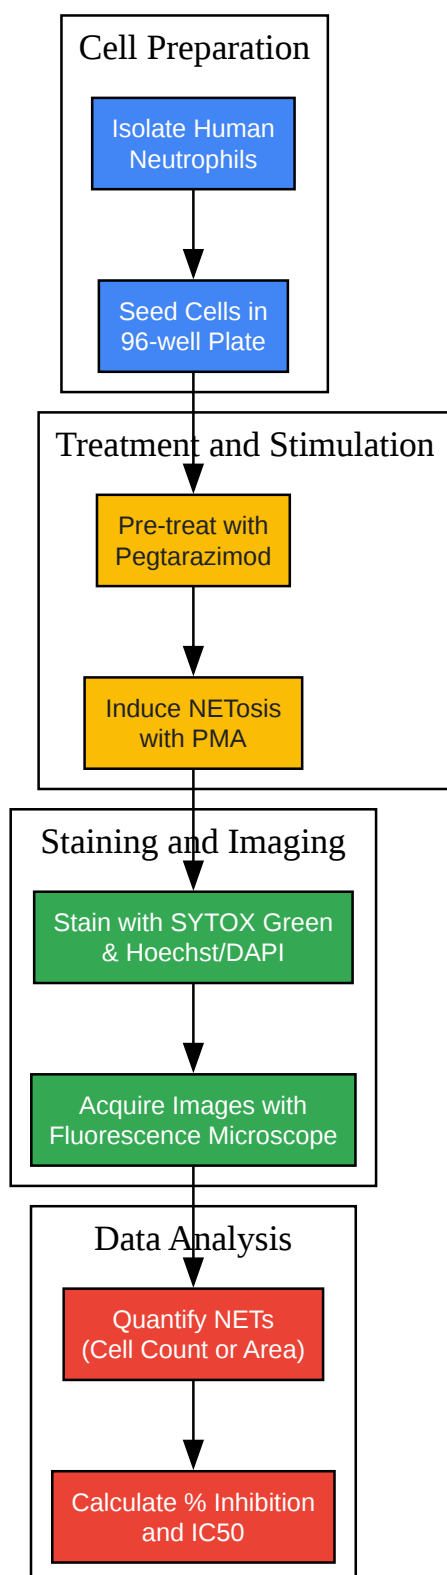 Cell Preparation
Isolate Human
Neutrophils
Seed Cells in
96-well Plate
Treatment and Stimulation
Pre-treat with
Pegtarazimod
Induce NETosis
with PMA
Staining and Imaging
Stain with SYTOX Green
& Hoechst/DAPI
Acquire Images with
Fluorescence Microscope
Data Analysis
Quantify NETs
(Cell Count or Area)
Calculate % Inhibition
and IC50